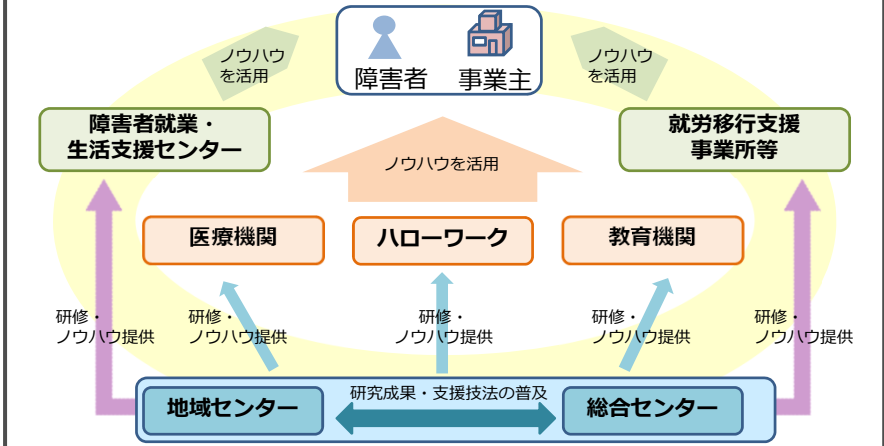 障害者
事業主
ノウハウ
を活用
ノウハウ
を活用
障害者就業・
生活支援センター
就労移行支援
事業所等
ノウハウを活用
医療機関
ハローワーク
教育機関
研修・
ノウハウ提供
研修・
ノウハウ提供
研修・
ノウハウ提供
研修・
ノウハウ提供
研修・
ノウハウ提供
地域センター
研究成果・支援技法の普及
総合センター